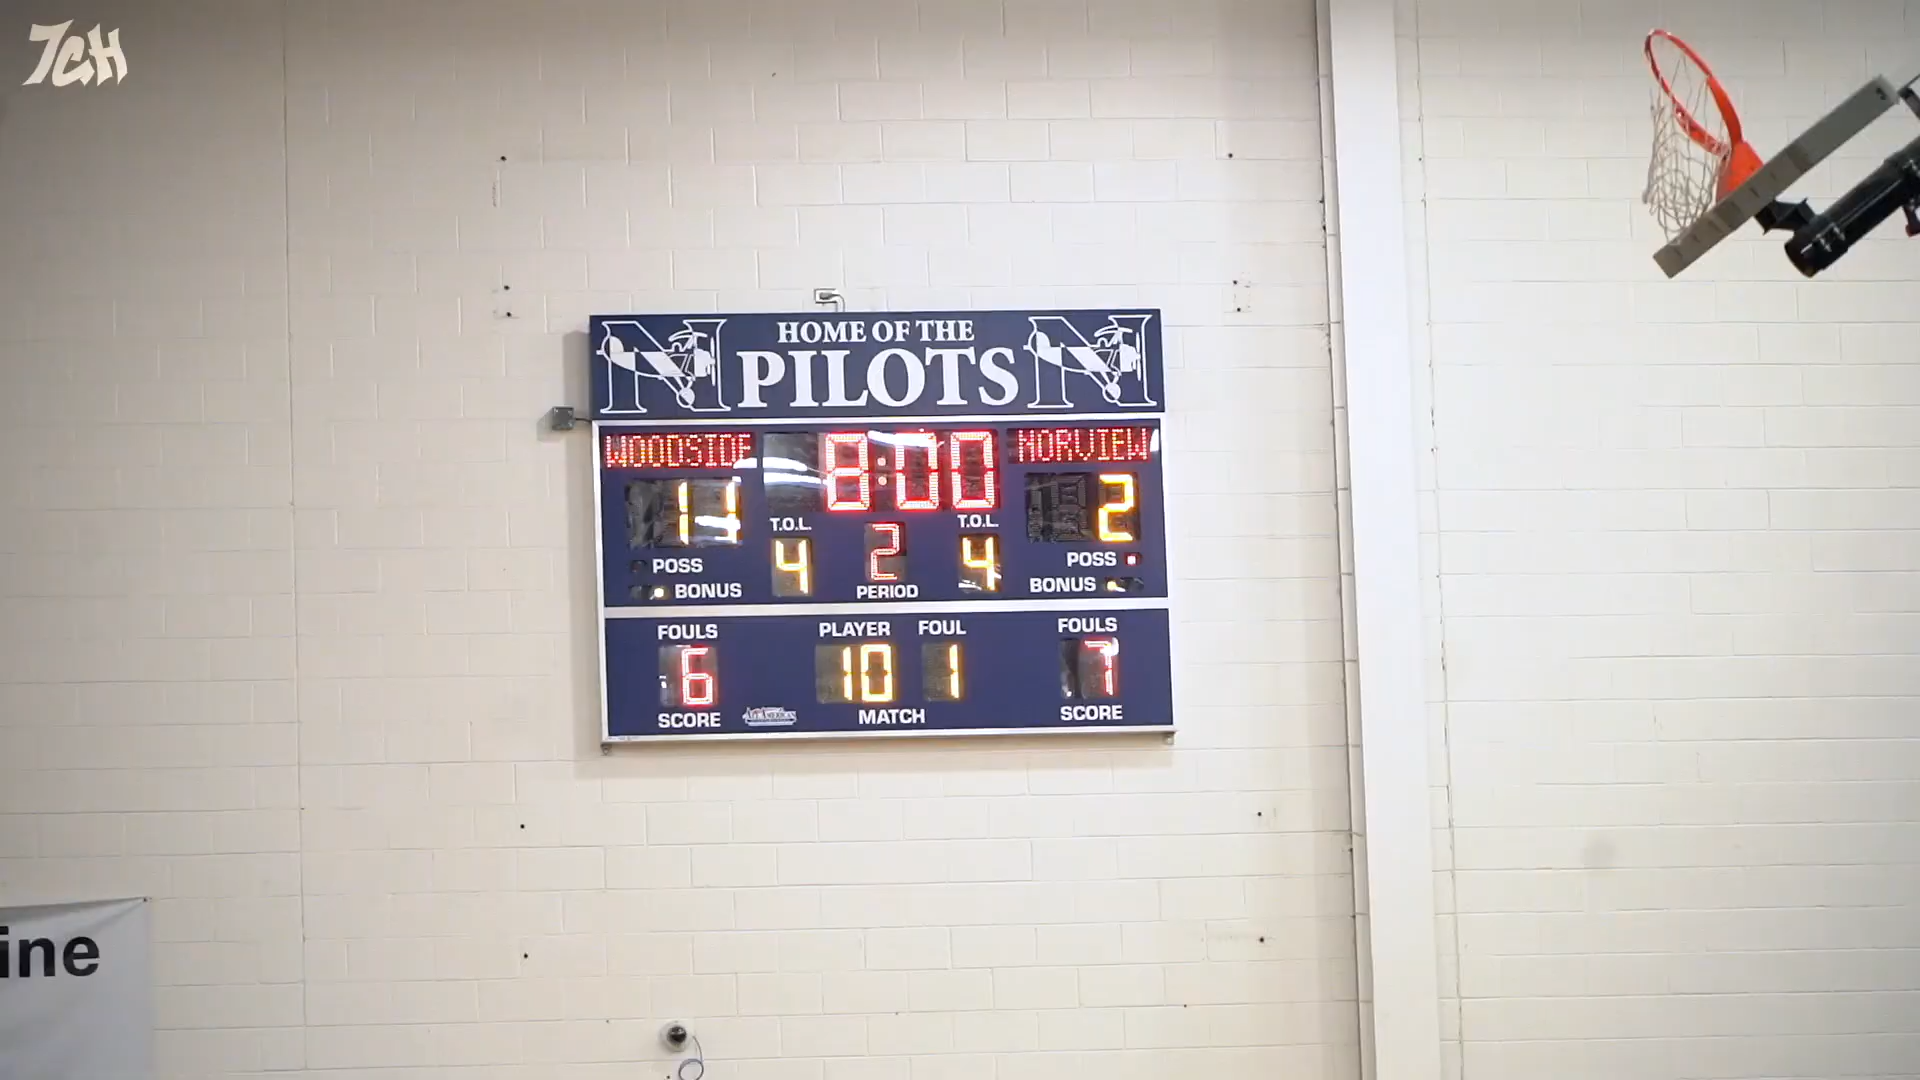 7CH
HOME OF THE
PILOTS
WOODSIDE 8:00 NORVIEW
2
T.O.L. T.O.L.
4 2 4
POSS POSS
BONUS PERIOD BONUS
FOULS PLAYER FOUL FOULS
6 10 1 7
SCORE MATCH SCORE
ine